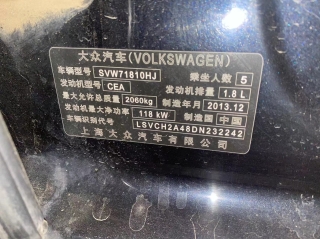 大众汽车(VOLKSWAGEN)
车辆型号 SVW71810HJ 乘坐人数 5
发动机型号 CEA 发动机排量 1.8 L
最大允许总质量 2060kg 制造年月 2013.12
发动机最大净功率 118 kW 制造国 中国
车辆识别代号 LSVCH2A48DN232242
上海大众汽车有限公司